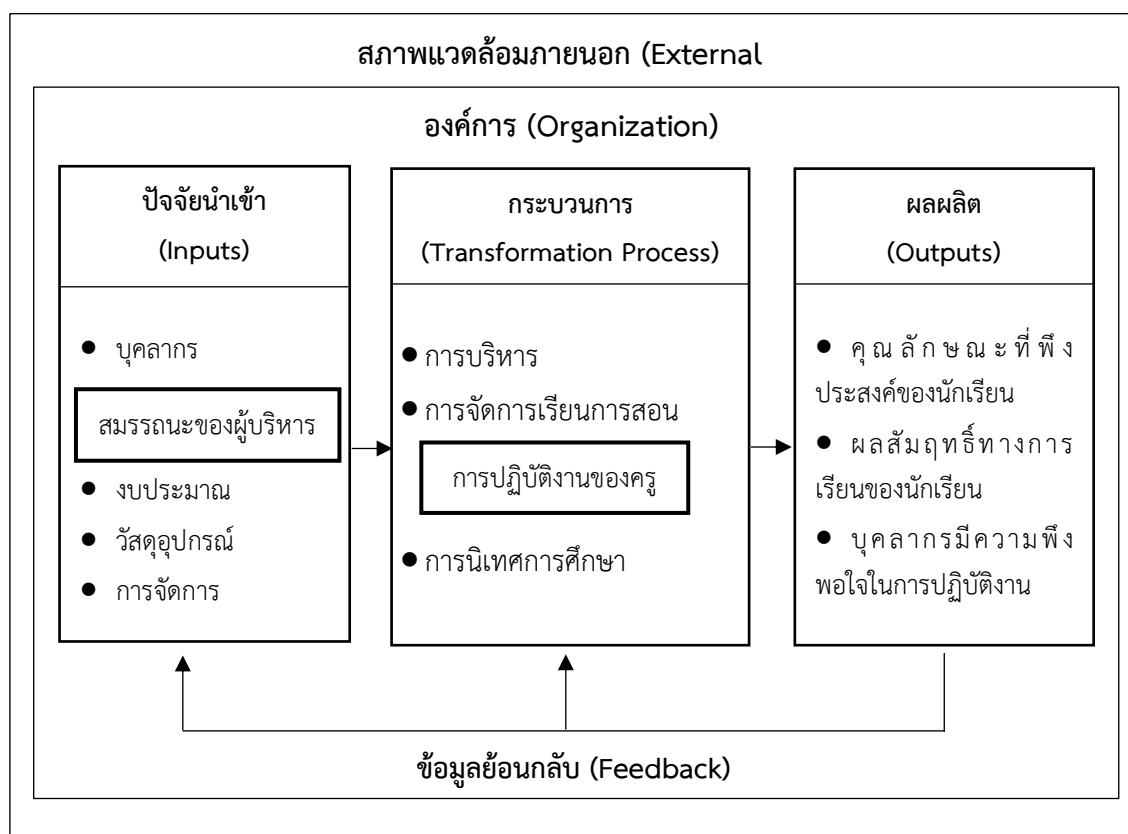 สภาพแวดล้อมภายนอก (External
องค์การ (Organization)
ปัจจัยนำเข้า
(Inputs)
● บุคลากร
สมรรถนะของผู้บริหาร
● งบประมาณ
● วัสดุอุปกรณ์
● การจัดการ
กระบวนการ
(Transformation Process)
● การบริหาร
● การจัดการเรียนการสอน
การปฏิบัติงานของครู
● การนิเทศการศึกษา
ผลผลิต
(Outputs)
● คุณลักษณะที่พึง
ประสงค์ของนักเรียน
● ผลสัมฤทธิ์ทางการ
เรียนของนักเรียน
● บุคลากรมีความพึง
พอใจในการปฏิบัติงาน
ข้อมูลย้อนกลับ (Feedback)